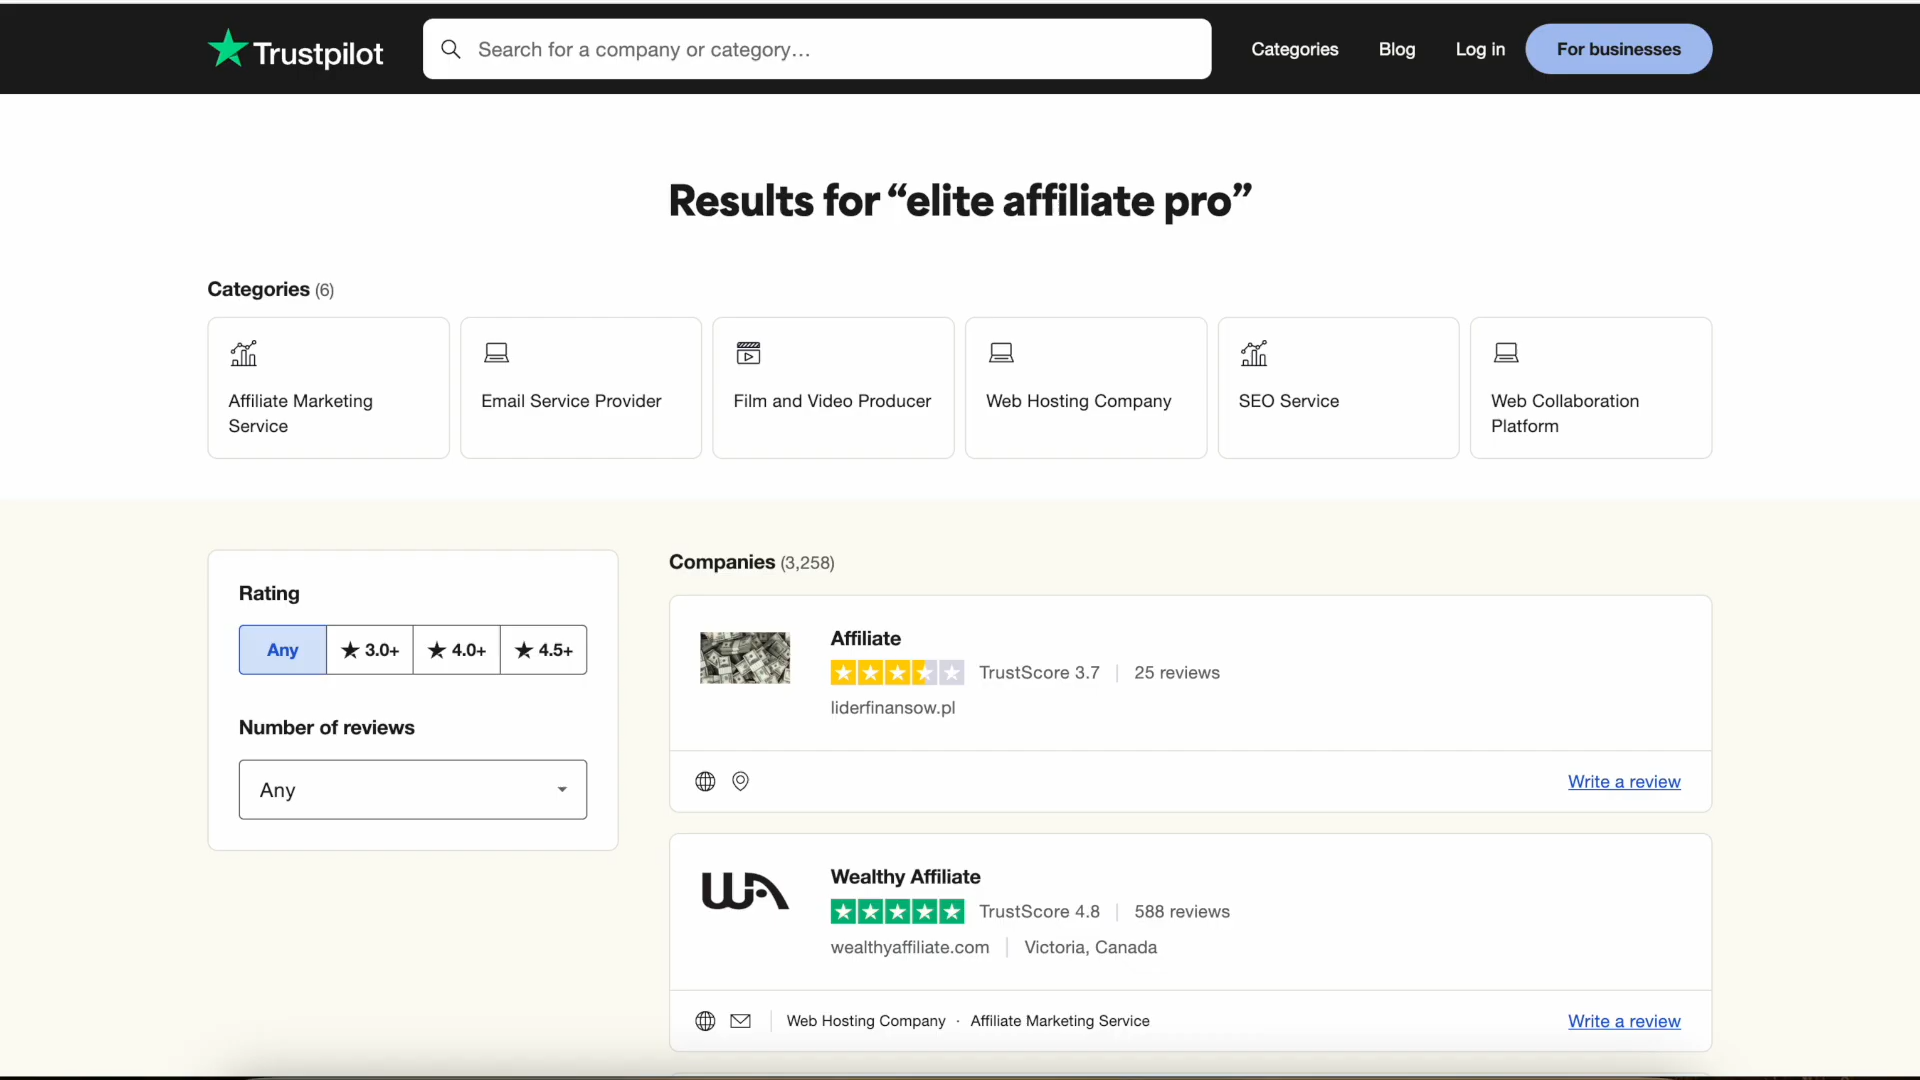 Trustpilot
Search for a company or category...
Categories
Blog
Log in
For businesses
Results for “elite affiliate pro”
Categories (6)
Affiliate Marketing
Service
Email Service Provider
Film and Video Producer
Web Hosting Company
SEO Service
Web Collaboration
Platform
Rating
Any
3.0+
4.0+
4.5+
Number of reviews
Any
Companies (3,258)
Affiliate
TrustScore 3.7 | 25 reviews
liderfinansow.pl
Write a review
WA
Wealthy Affiliate
TrustScore 4.8 | 588 reviews
wealthyaffiliate.com | Victoria, Canada
Web Hosting Company · Affiliate Marketing Service
Write a review